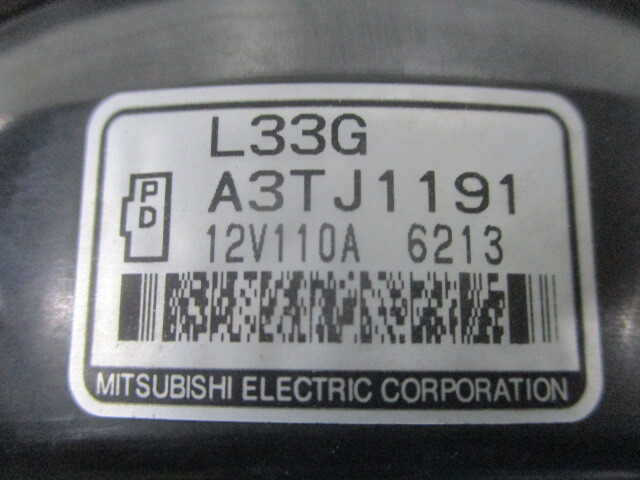 L33G
PD A3TJ1191
12V110A 6213
MITSUBISHI ELECTRIC CORPORATION